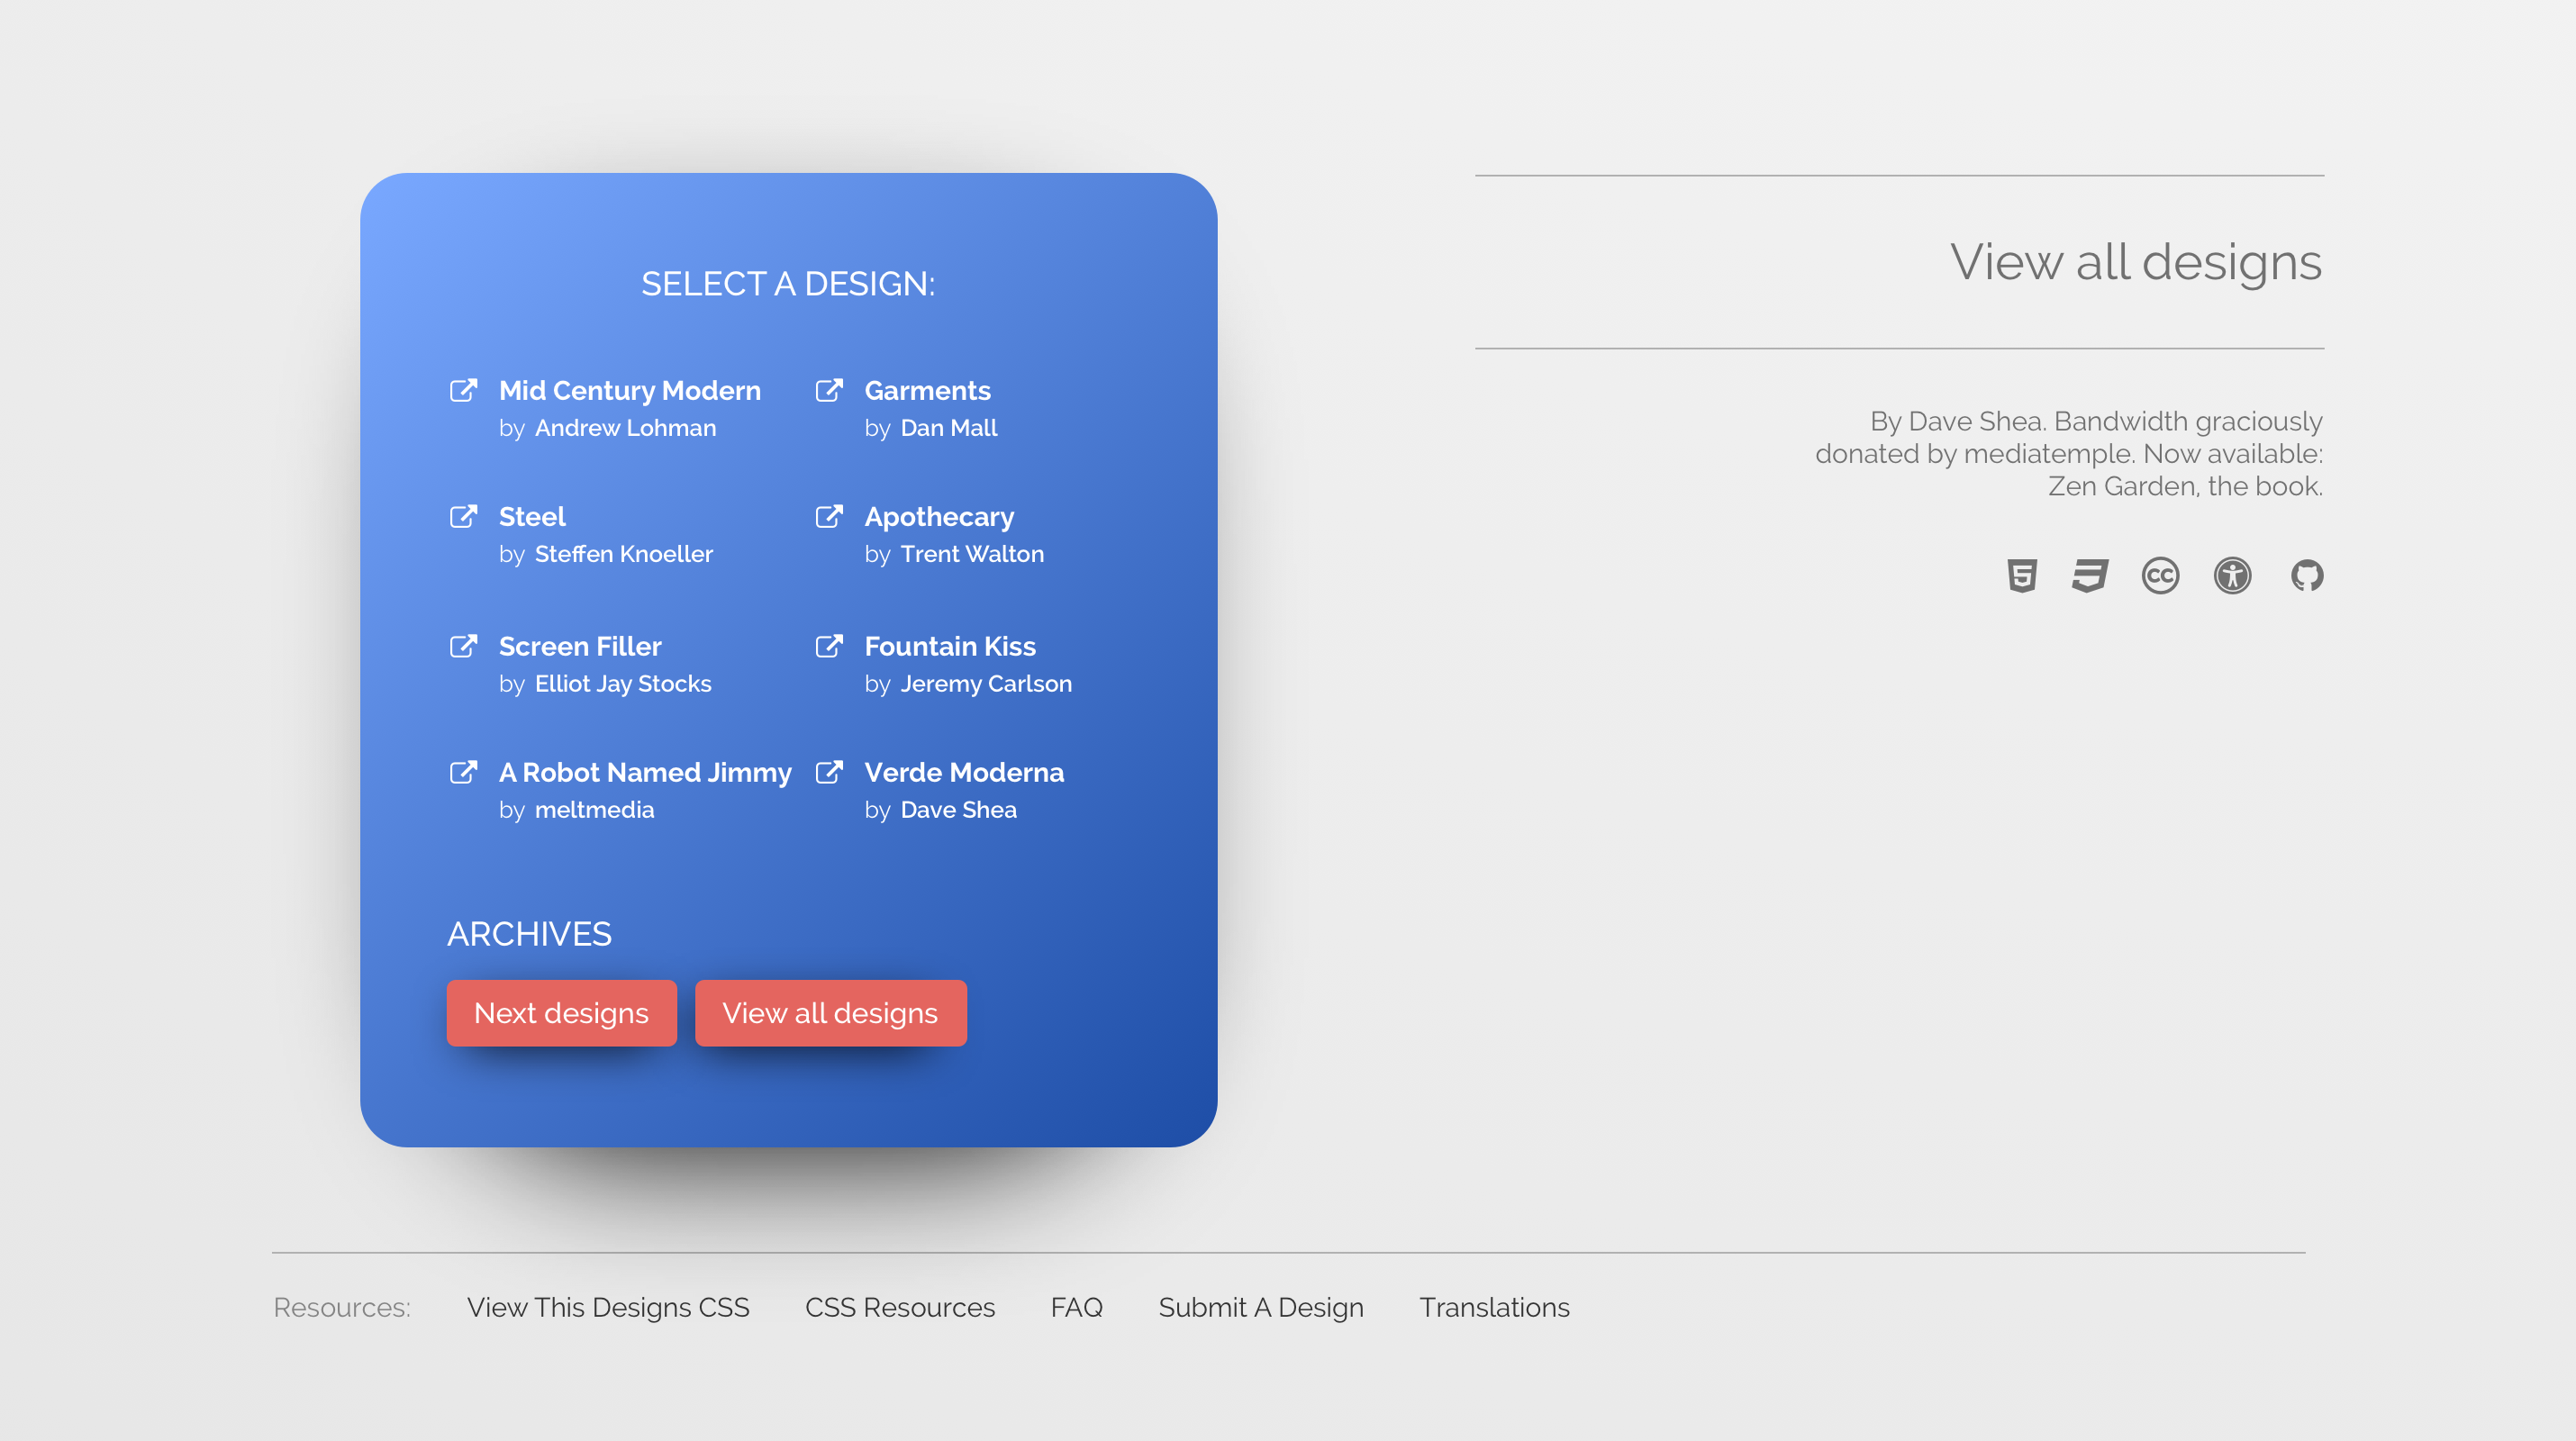 SELECT A DESIGN:
Mid Century Modern
by Andrew Lohman
Garments
by Dan Mall
Steel
by Steffen Knoeller
Apothecary
by Trent Walton
Screen Filler
by Elliot Jay Stocks
Fountain Kiss
by Jeremy Carlson
A Robot Named Jimmy
by meltmedia
Verde Moderna
by Dave Shea
ARCHIVES
Next designs
View all designs
View all designs
By Dave Shea. Bandwidth graciously
donated by mediatemple. Now available:
Zen Garden, the book.
Resources:
View This Designs CSS
CSS Resources
FAQ
Submit A Design
Translations